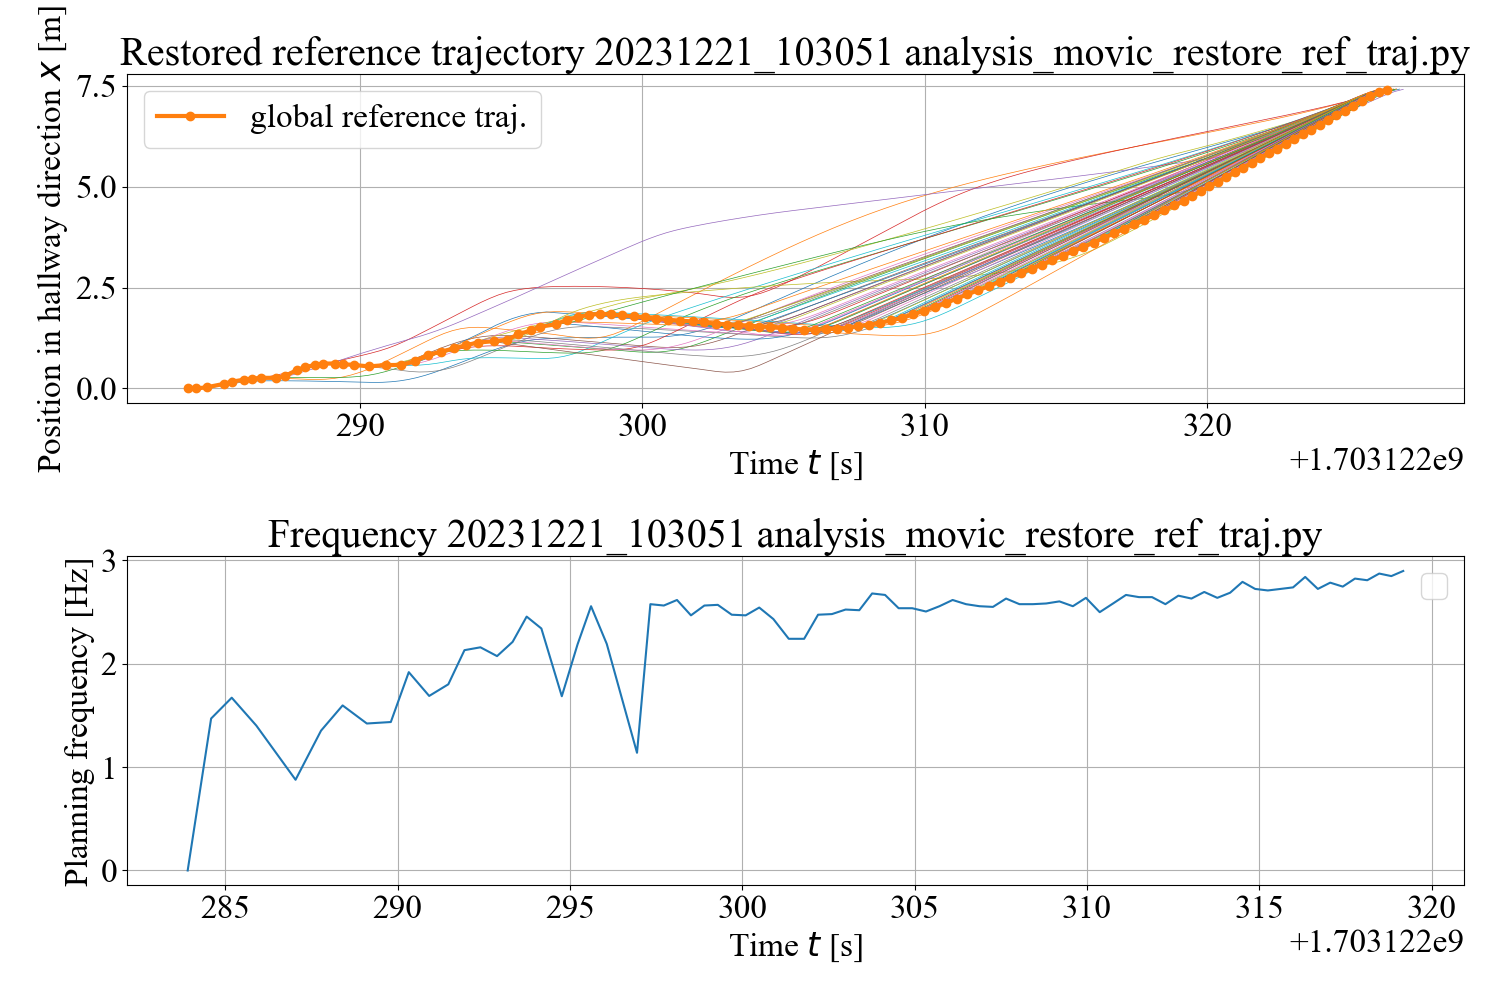 Restored reference trajectory 20231221_103051 analysis_movic_restore_ref_traj.py
Position in hallway direction x [m]
7.5
5.0
2.5
0.0
global reference traj.
290
300
310
320
Time t [s]
+1.703122e9
Frequency 20231221_103051 analysis_movic_restore_ref_traj.py
Planning frequency [Hz]
3
2
1
0
285
290
295
300
305
310
315
320
Time t [s]
+1.703122e9